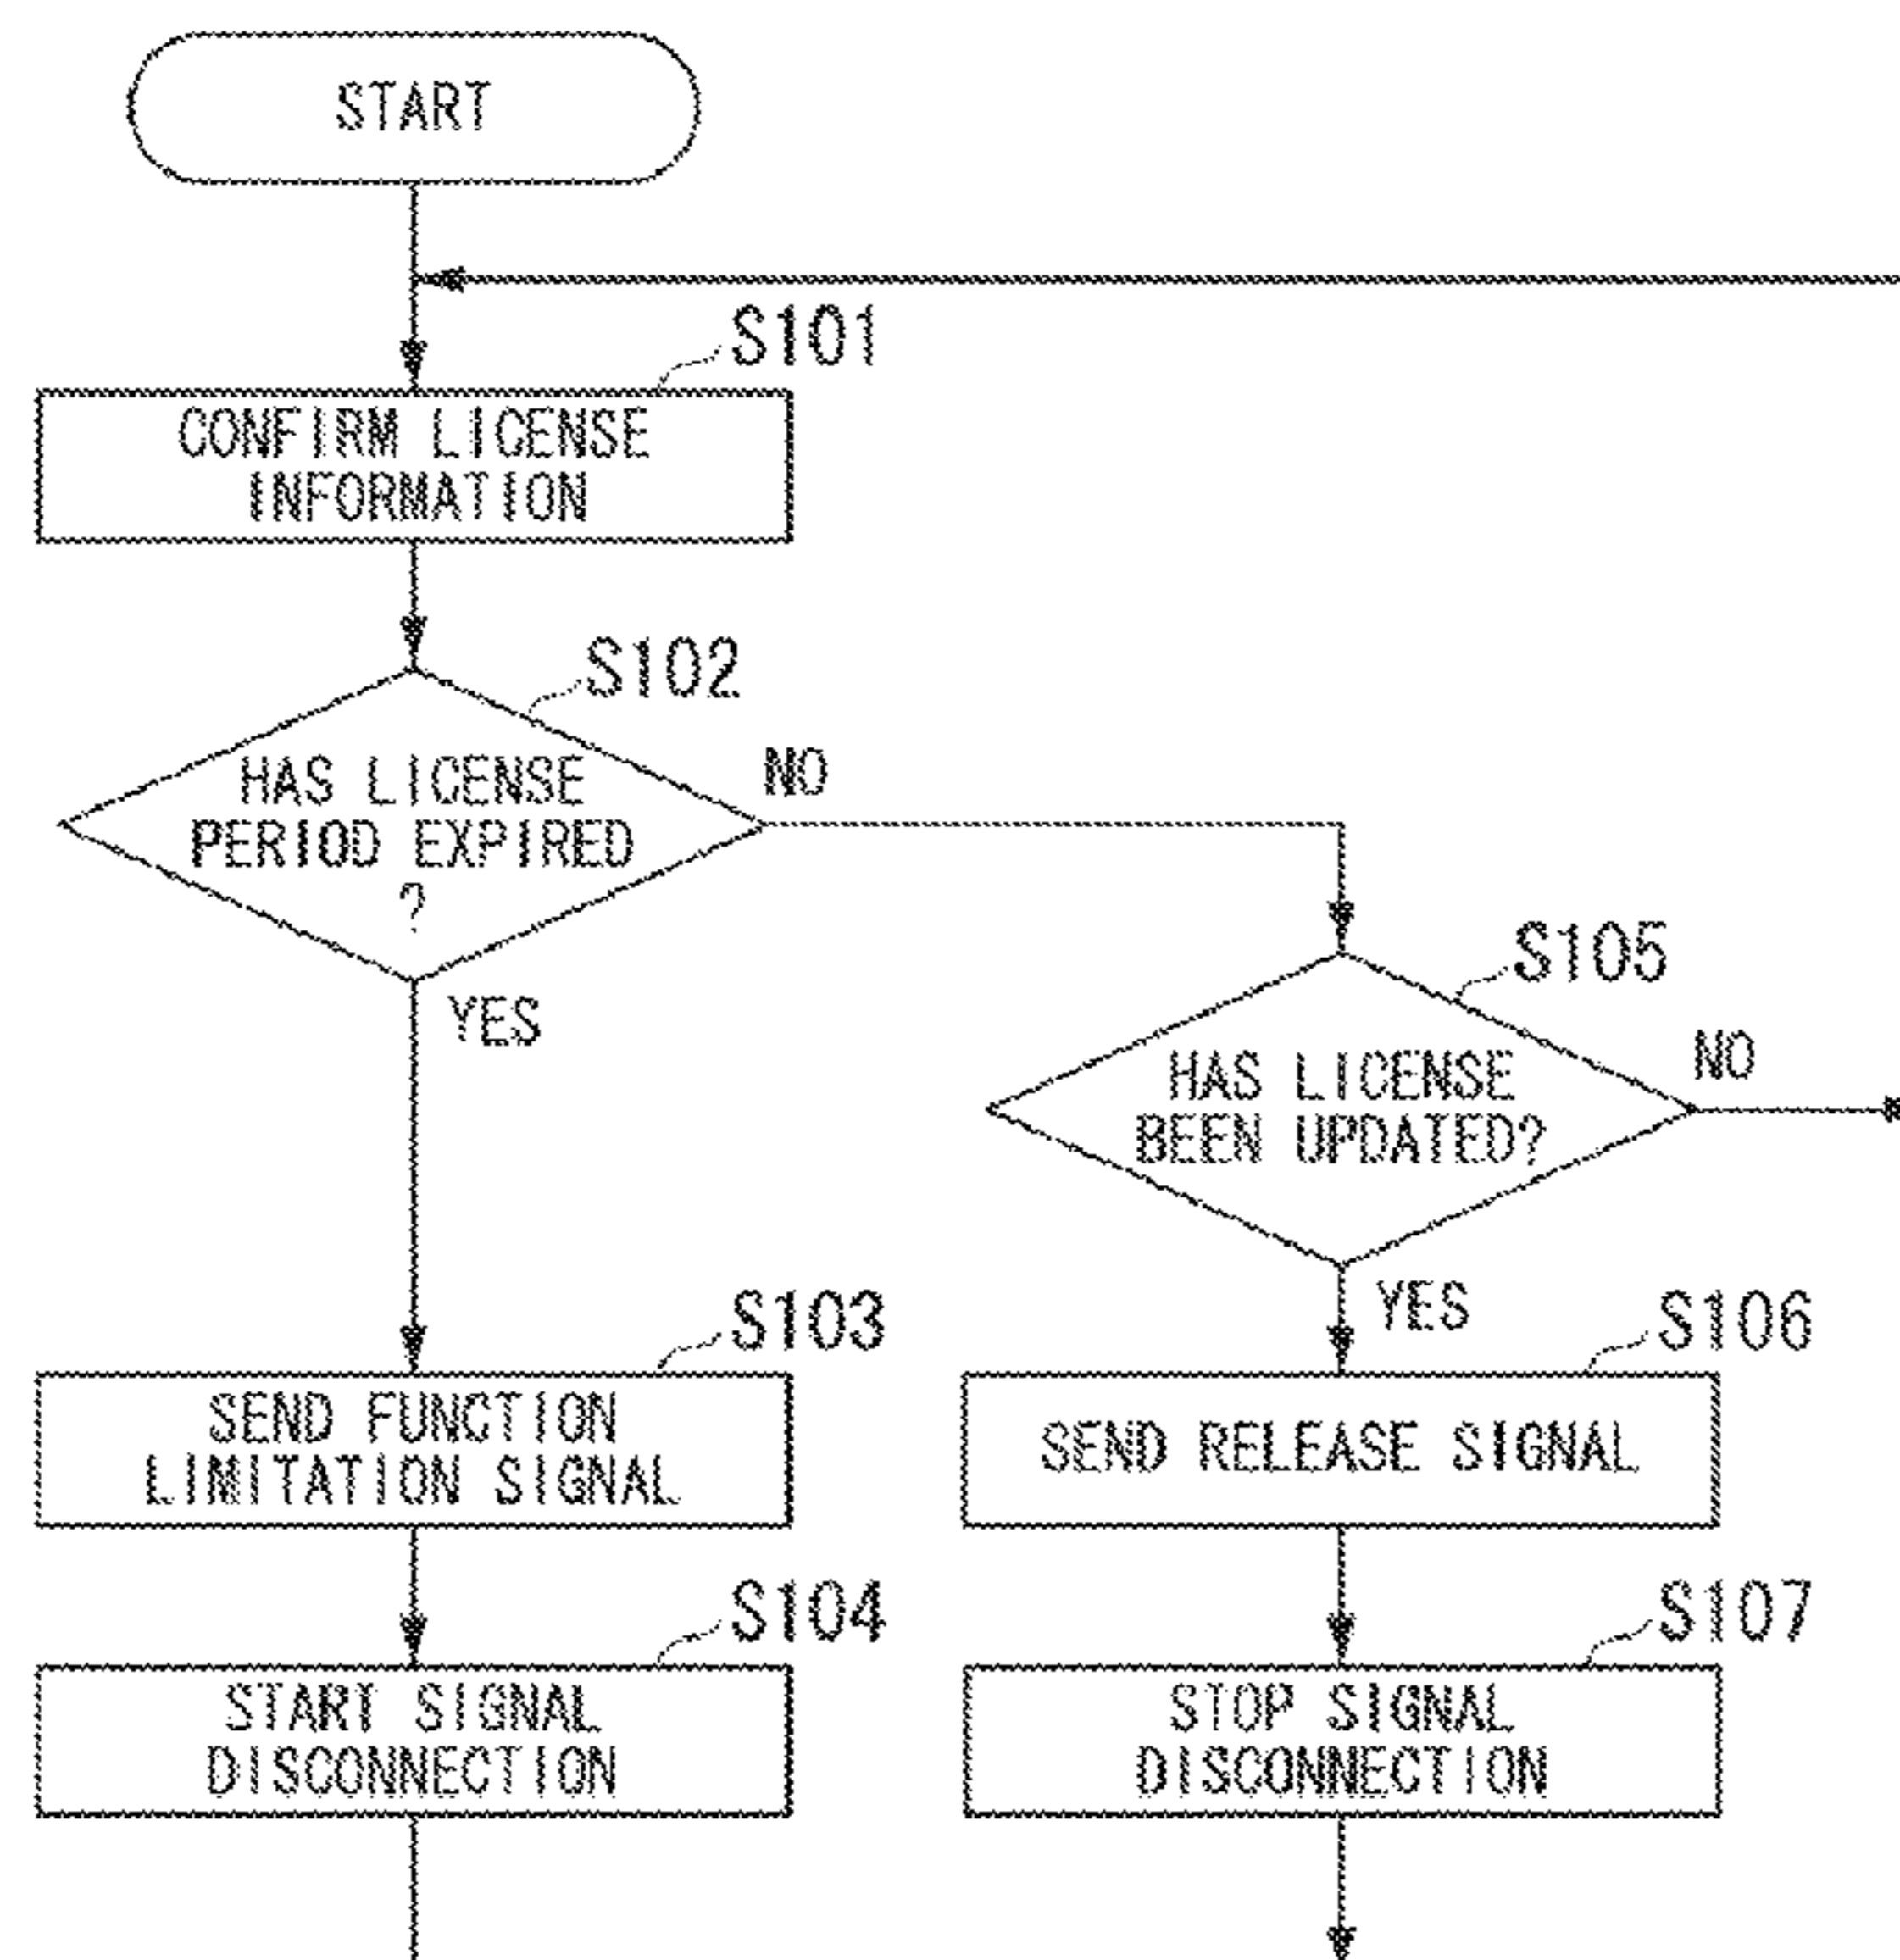 START
S101
CONFIRM LICENSE
INFORMATION
S102
HAS LICENSE
PERIOD EXPIRED
?
NO
YES
S105
HAS LICENSE
BEEN UPDATED?
NO
YES
S103
SEND FUNCTION
LIMITATION SIGNAL
S106
SEND RELEASE SIGNAL
S104
START SIGNAL
DISCONNECTION
S107
STOP SIGNAL
DISCONNECTION